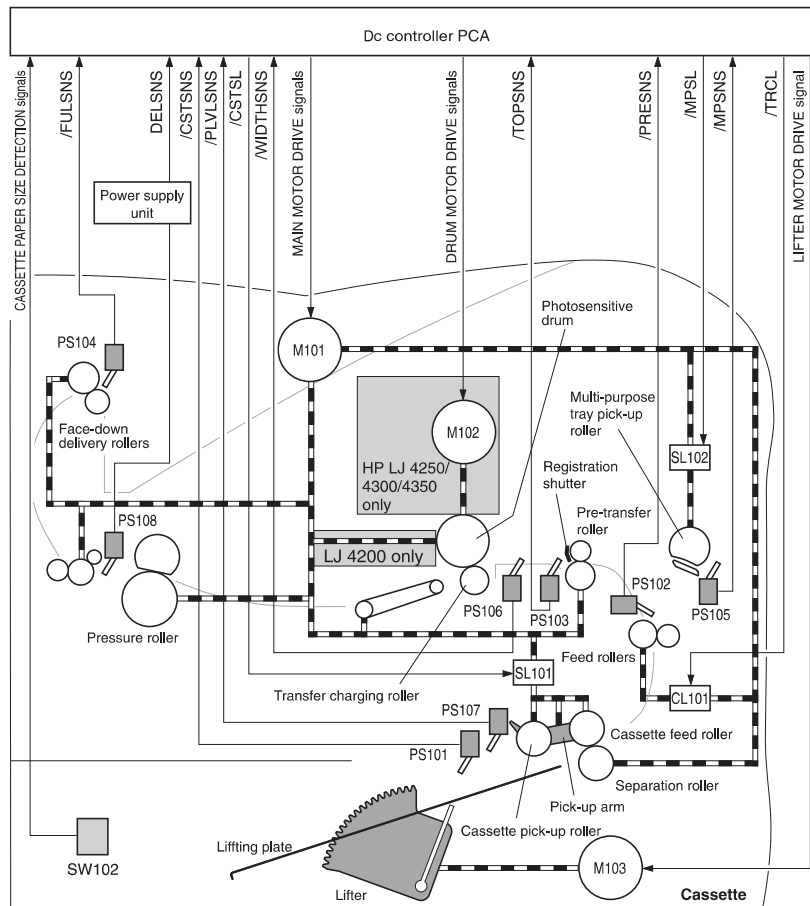 Dc controller PCA
CASSETTE PAPER SIZE DETECTION signals
/FULSNS
DELSNS
/CSTSNS
/PLVLSNS
/CSTSL
/WIDTHSNS
MAIN MOTOR DRIVE signals
DRUM MOTOR DRIVE signals
/TOPSNS
/PRESNS
/MPSL
/MPSNS
/TRCL
LIFTER MOTOR DRIVE signal
Power supply
unit
PS104
M101
Photosensitive
drum
Face-down
delivery rollers
M102
HP LJ 4250/
4300/4350
only
Multi-purpose
tray pick-up
roller
SL102
Registration
shutter
Pre-transfer
roller
PS108
LJ 4200 only
PS102
PS106
PS103
PS105
Pressure roller
Feed rollers
SL101
Transfer charging roller
CL101
PS107
PS101
Cassette feed roller
Separation roller
Pick-up arm
Cassette pick-up roller
Liffting plate
SW102
M103
Lifter
Cassette